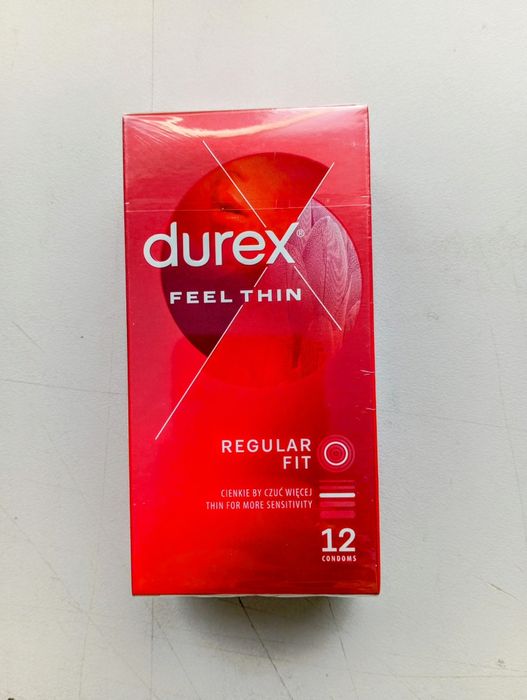 durex®
FEEL THIN
REGULAR
FIT
CIENKIE BY CZUĆ WIĘCEJ
THIN FOR MORE SENSITIVITY
12
CONDOMS